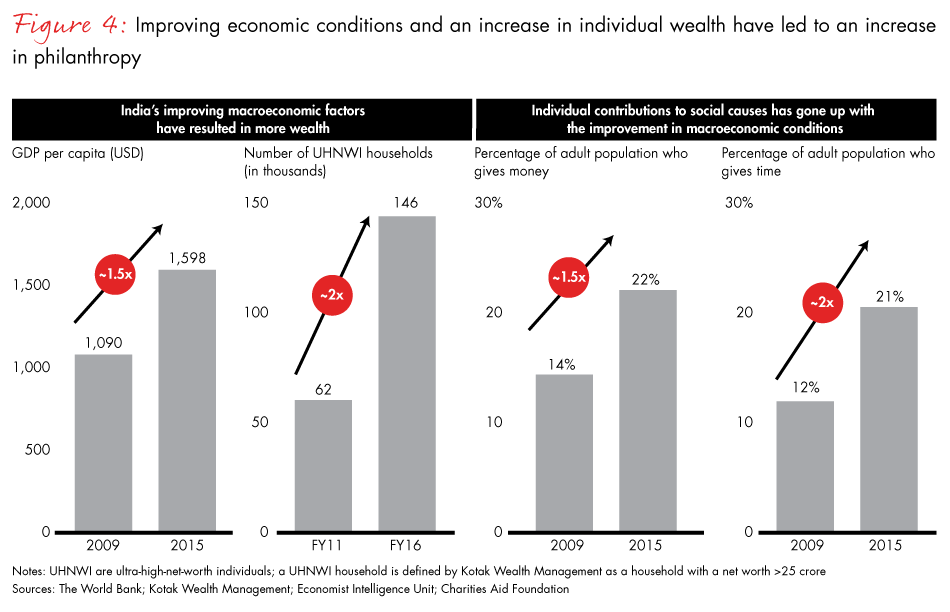 Figure 4: Improving economic conditions and an increase in individual wealth have led to an increase
in philanthropy
India's improving macroeconomic factors
have resulted in more wealth
Individual contributions to social causes has gone up with
the improvement in macroeconomic conditions
GDP per capita (USD)
2,000
1,500
1,000
500
0
~1.5x
1,090
1,598
2009
2015
Number of UHNWI households
(in thousands)
150
100
50
0
~2x
62
146
FY11
FY16
Percentage of adult population who
gives money
30%
20
10
0
~1.5x
14%
22%
2009
2015
Percentage of adult population who
gives time
30%
20
10
0
~2x
12%
21%
2009
2015
Notes: UHNWI are ultra-high-net-worth individuals; a UHNWI household is defined by Kotak Wealth Management as a household with a net worth >25 crore
Sources: The World Bank; Kotak Wealth Management; Economist Intelligence Unit; Charities Aid Foundation